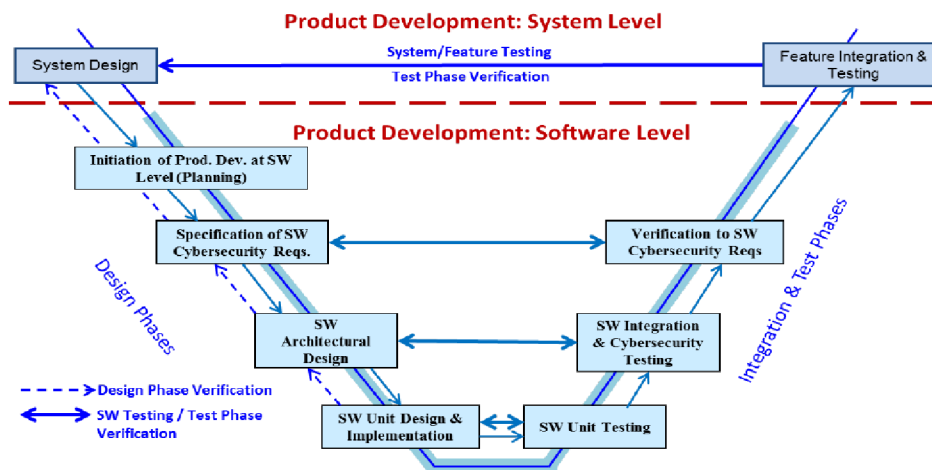 Product Development: System Level
System/Feature Testing
System Design
Feature Integration &
Testing
Test Phase Verification
Product Development: Software Level
Initiation of Prod. Dev. at SW
Level (Planning)
Specification of SW
Cybersecurity Reqs.
Verification to SW
Cybersecurity Reqs
Design Phases
Integration & Test Phases
SW
Architectural
Design
SW Integration
& Cybersecurity
Testing
Design Phase Verification
SW Testing / Test Phase
Verification
SW Unit Design &
Implementation
SW Unit Testing